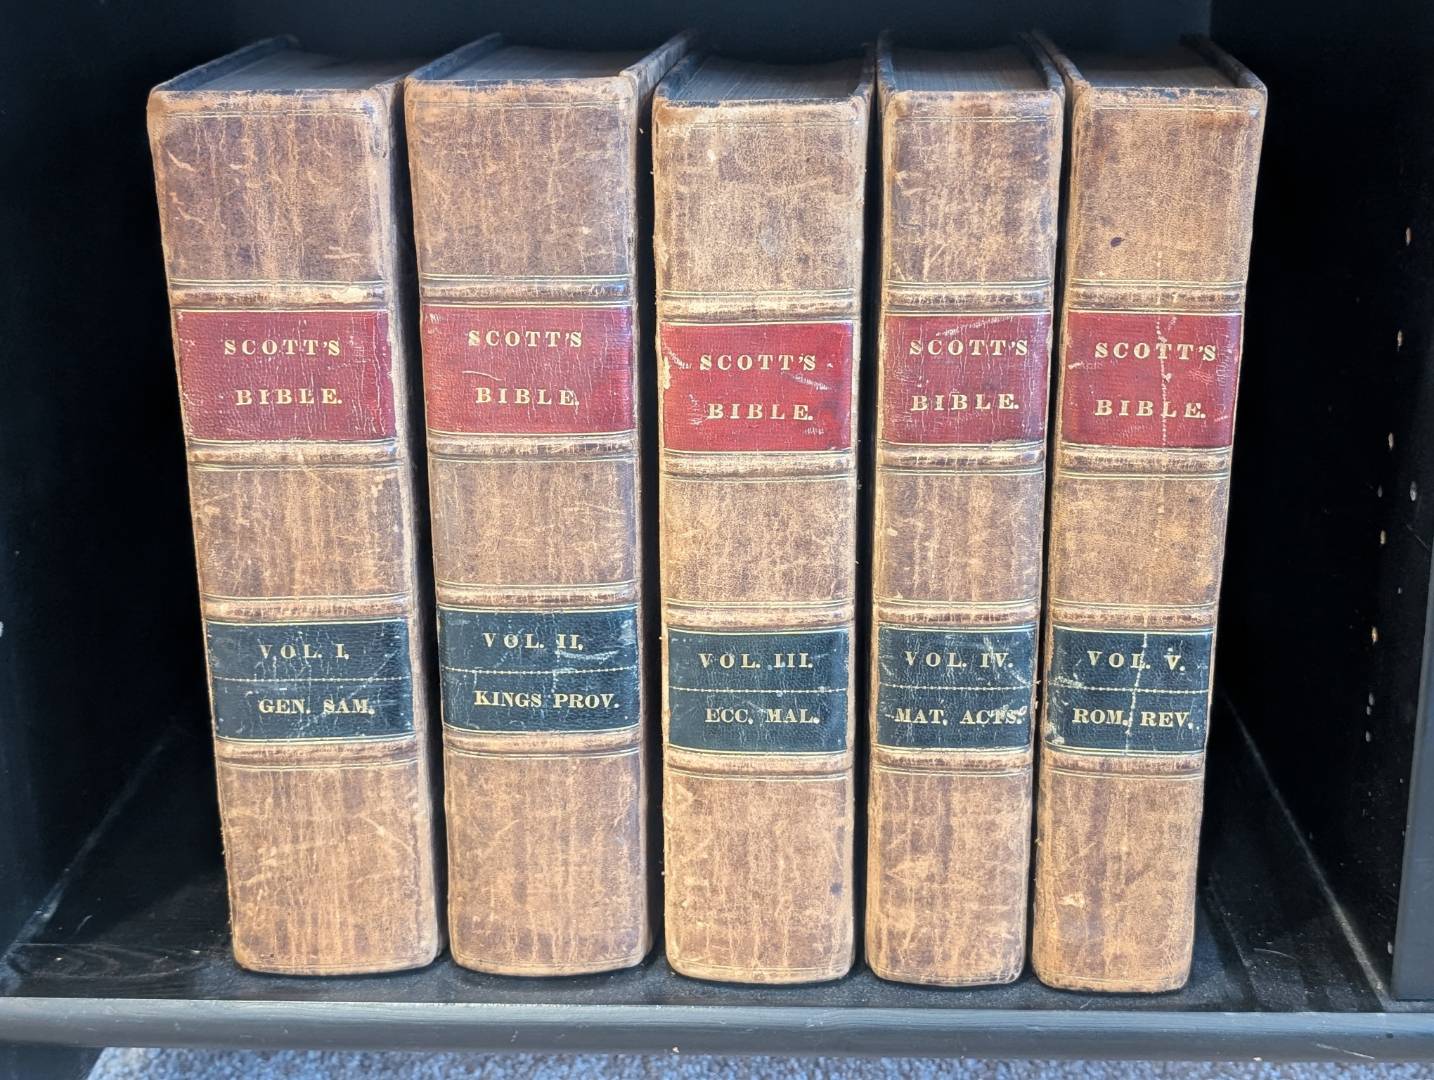 SCOTT'S
BIBLE.
VOL. I.
GEN. SAM.
SCOTT'S
BIBLE.
VOL. II.
KINGS PROV.
SCOTT'S
BIBLE.
VOL. III.
ECC. MAL.
SCOTT'S
BIBLE.
VOL. IV.
MAT. ACTS.
SCOTT'S
BIBLE.
VOL. V.
ROM. REV.